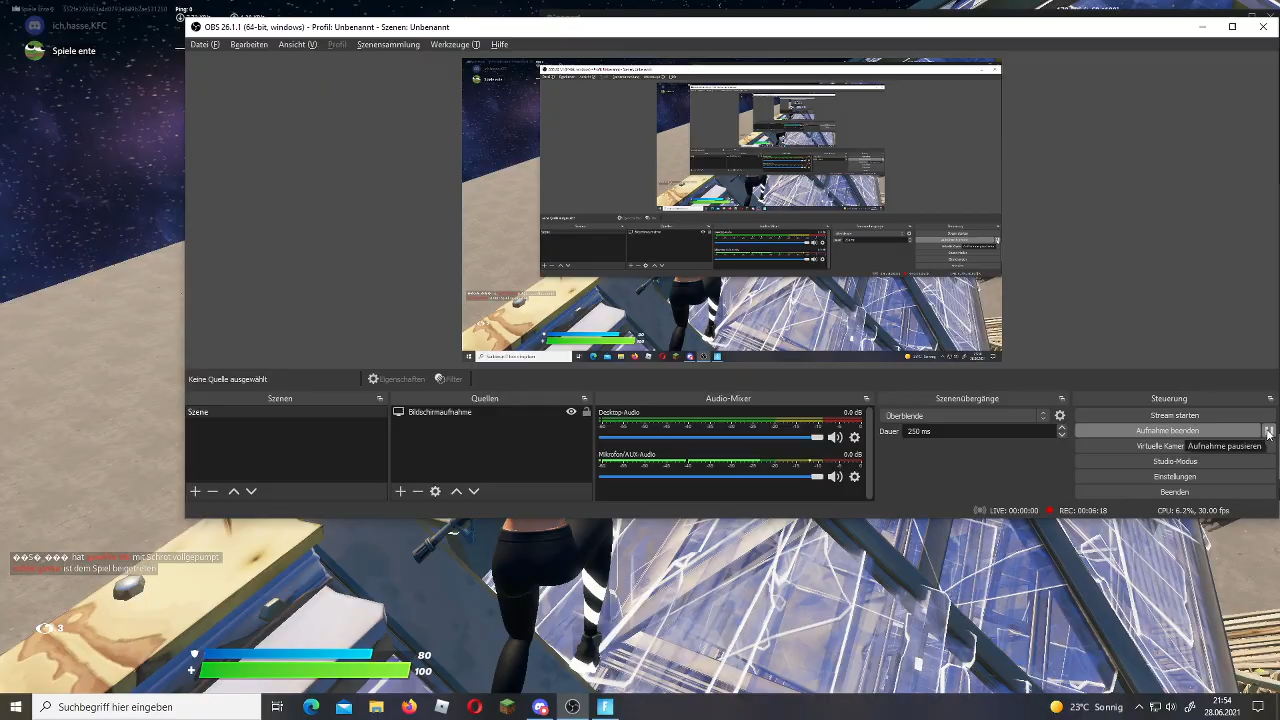 Ping: 0
ich,hasse,KFC
Spiele ente
OBS 26.1.1 (64-bit, windows) - Profil: Unbenannt - Szenen: Unbenannt
Datei (F) Bearbeiten Ansicht (V) Profil Szenensammlung Werkzeuge (T) Hilfe
Keine Quelle ausgewählt Eigenschaften Filter
Szenen Quellen Audio-Mixer Szenenübergänge Steuerung
Szene
Bildschirmaufnahme
Desktop-Audio 0.0 dB
Mikrofon/AUX-Audio 0.0 dB
Überblende
Dauer 250 ms
Stream starten
Aufnahme beenden
Virtuelle Kamer Aufnahme pausieren
Studio-Modus
Einstellungen
Beenden
LIVE: 00:00:00 REC: 00:06:18 CPU: 6.2%, 30.00 fps
hat mit Schrot vollgepumpt
ist dem Spiel beigetreten
3
80
100
Suchbegriff hier eingeben
23°C Sonnig
21:54
28.06.2021